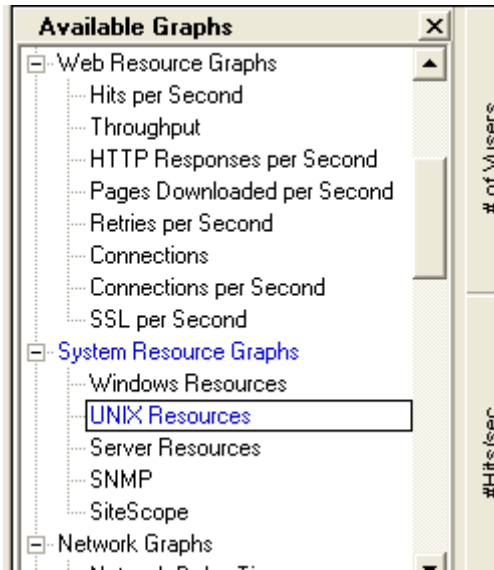 Available Graphs
Web Resource Graphs
Hits per Second
Throughput
HTTP Responses per Second
Pages Downloaded per Second
Retries per Second
Connections
Connections per Second
SSL per Second
System Resource Graphs
Windows Resources
UNIX Resources
Server Resources
SNMP
SiteScope
Network Graphs
# of Vusers
#Hits/sec